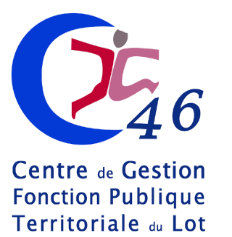 46
Centre de Gestion
Fonction Publique
Territoriale du Lot